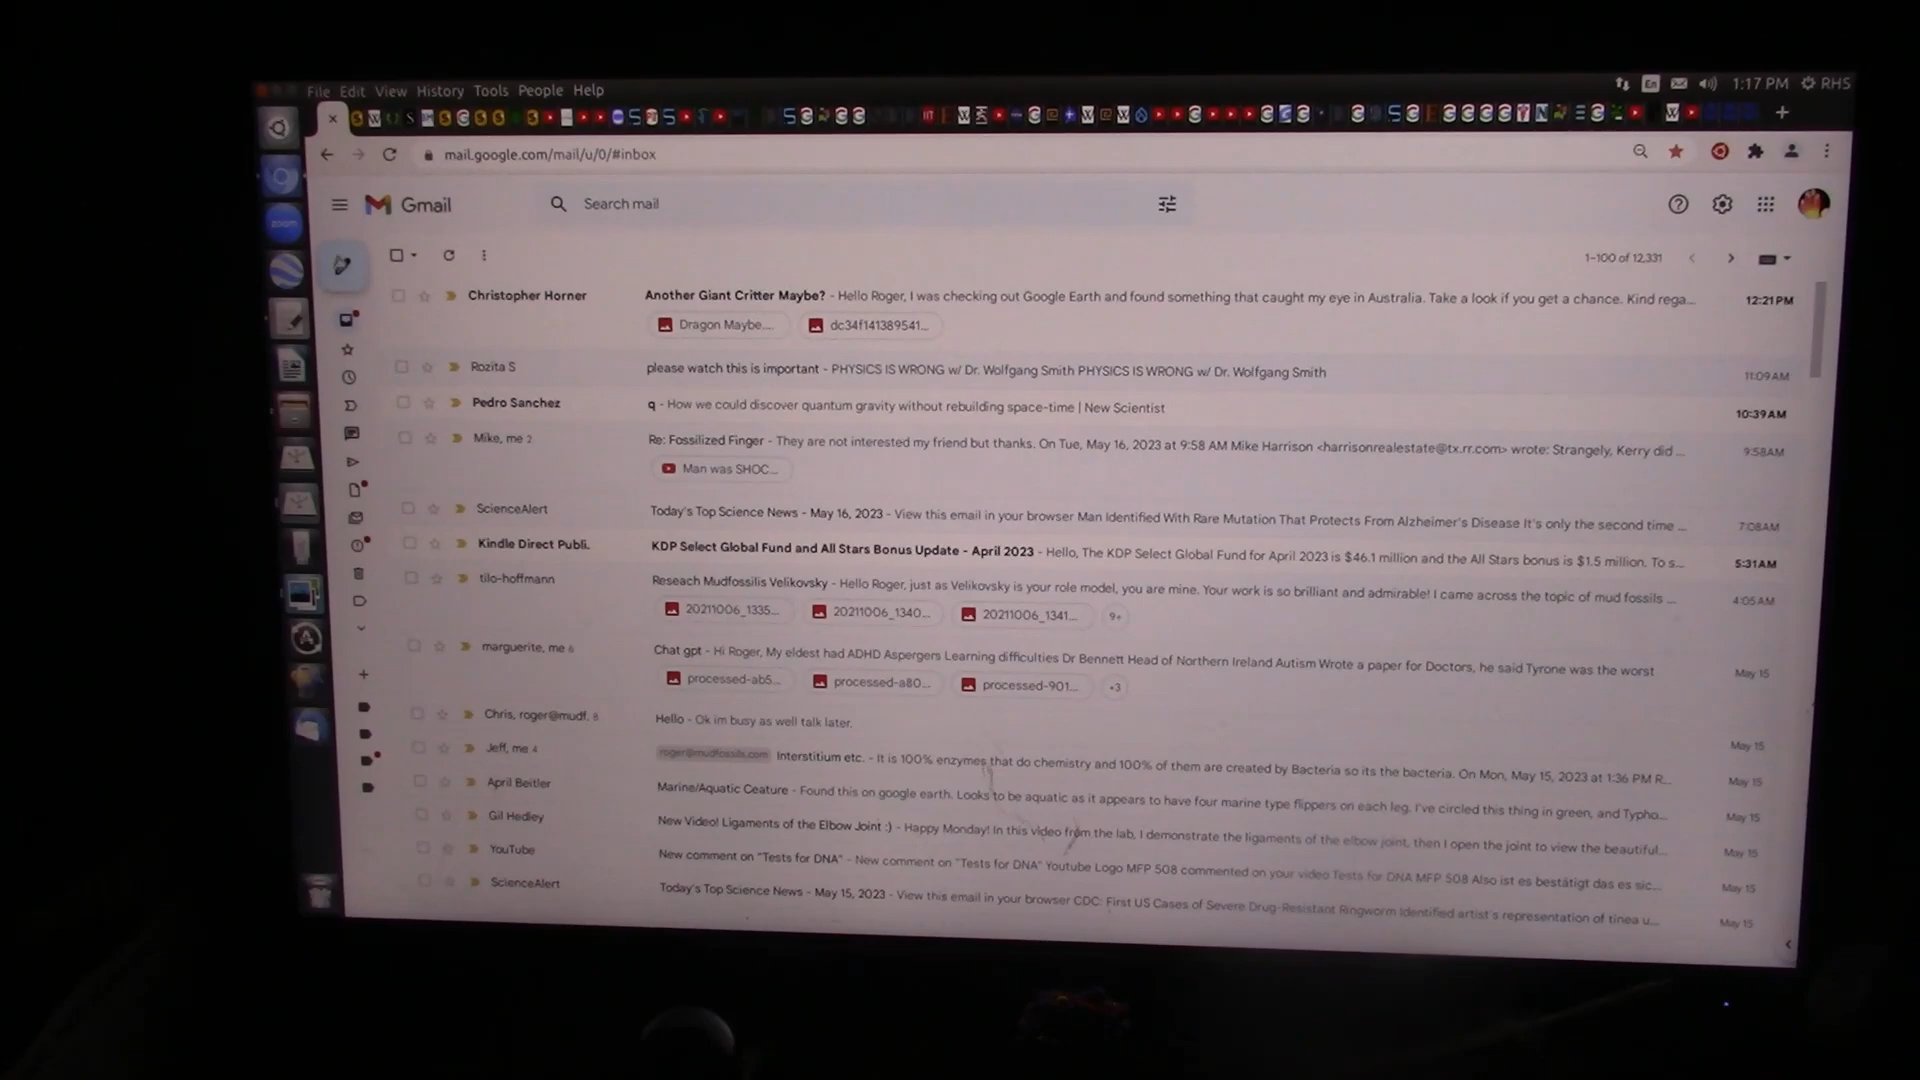 File Edit View History Tools People Help
En 1:17 PM RHS
mail.google.com/mail/u/0/#inbox
Gmail
Search mail
zoom
1-100 of 12,331
Christopher Horner Another Giant Critter Maybe? - Hello Roger, I was checking out Google Earth and found something that caught my eye in Australia. Take a look if you get a chance. Kind rega... 12:21 PM
Dragon Maybe.... dc34f141389541...
Rozita S please watch this is important - PHYSICS IS WRONG w/ Dr. Wolfgang Smith PHYSICS IS WRONG w/ Dr. Wolfgang Smith 11:09 AM
Pedro Sanchez q - How we could discover quantum gravity without rebuilding space-time | New Scientist 10:39 AM
Mike, me 2 Re: Fossilized Finger - They are not interested my friend but thanks. On Tue, May 16, 2023 at 9:58 AM Mike Harrison <harrisonrealestate@tx.rr.com> wrote: Strangely, Kerry did ... 9:58 AM
Man was SHOC...
ScienceAlert Today's Top Science News - May 16, 2023 - View this email in your browser Man Identified With Rare Mutation That Protects From Alzheimer's Disease It's only the second time ... 7:08 AM
Kindle Direct Publi. KDP Select Global Fund and All Stars Bonus Update - April 2023 - Hello, The KDP Select Global Fund for April 2023 is $46.1 million and the All Stars bonus is $1.5 million. To s... 5:31 AM
tilo-hoffmann Reseach Mudfossilis Velikovsky - Hello Roger, just as Velikovsky is your role model, you are mine. Your work is so brilliant and admirable! I came across the topic of mud fossils ... 4:05 AM
20211006_1335... 20211006_1340... 20211006_1341... 9+
marguerite, me 6 Chat gpt - Hi Roger, My eldest had ADHD Aspergers Learning difficulties Dr Bennett Head of Northern Ireland Autism Wrote a paper for Doctors, he said Tyrone was the worst May 15
processed-ab5... processed-a80... processed-901... +3
Chris, roger@mudf. 8 Hello - Ok im busy as well talk later. May 15
Jeff, me 4 roger@mudfossils.com Interstitium etc. - It is 100% enzymes that do chemistry and 100% of them are created by Bacteria so its the bacteria. On Mon, May 15, 2023 at 1:36 PM R... May 15
April Beitler Marine/Aquatic Ceature - Found this on google earth. Looks to be aquatic as it appears to have four marine type flippers on each leg. I've circled this thing in green, and Typho... May 15
Gil Hedley New Video! Ligaments of the Elbow Joint :) - Happy Monday! In this video from the lab, I demonstrate the ligaments of the elbow joint, then I open the joint to view the beautiful... May 15
YouTube New comment on "Tests for DNA" - New comment on "Tests for DNA" Youtube Logo MFP 508 commented on your video Tests for DNA MFP 508 Also ist es bestätigt das es sic... May 15
ScienceAlert Today's Top Science News - May 15, 2023 - View this email in your browser CDC: First US Cases of Severe Drug-Resistant Ringworm Identified artist's representation of tinea u... May 15